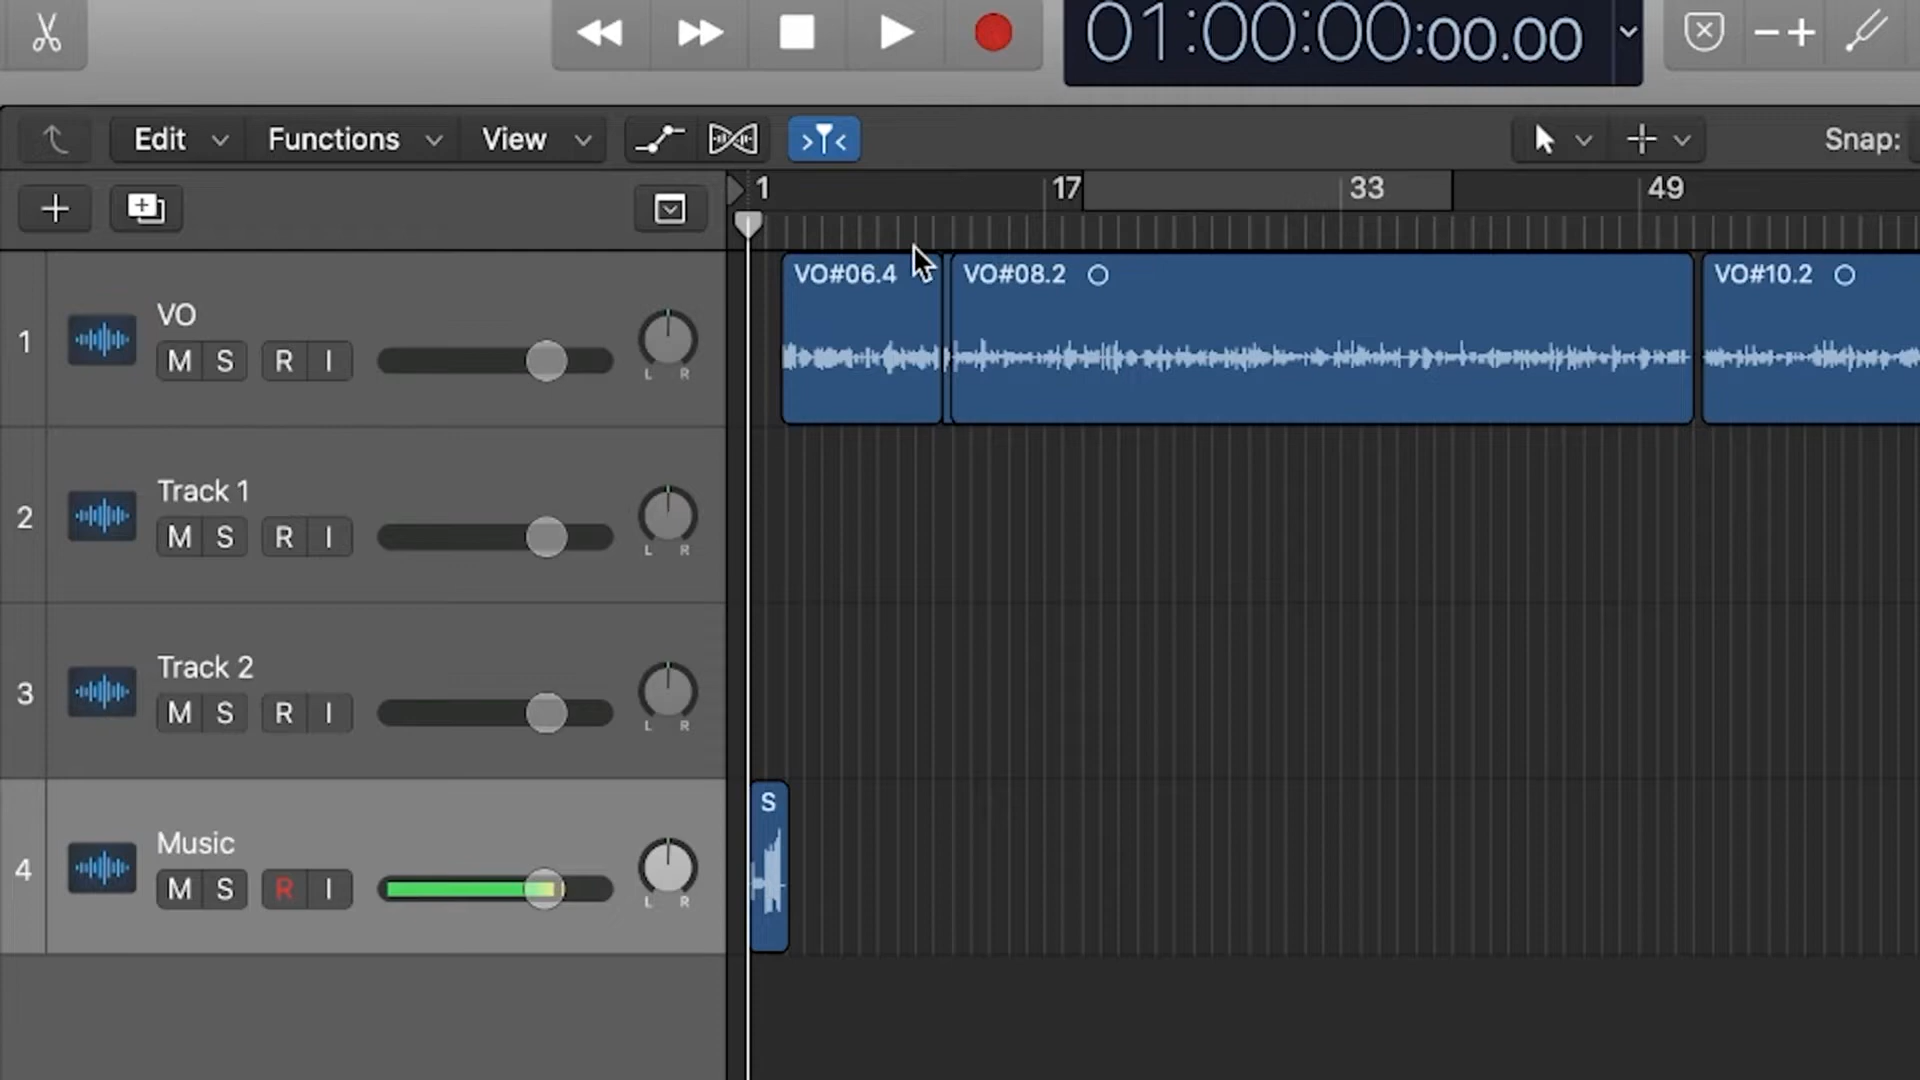 01:00:00:00.00
Edit Functions View Snap:
1 17 33 49
VO#06.4 VO#08.2 VO#10.2
1 VO
M S R I L R
2 Track 1
M S R I L R
3 Track 2
M S R I L R
S
4 Music
M S R I L R